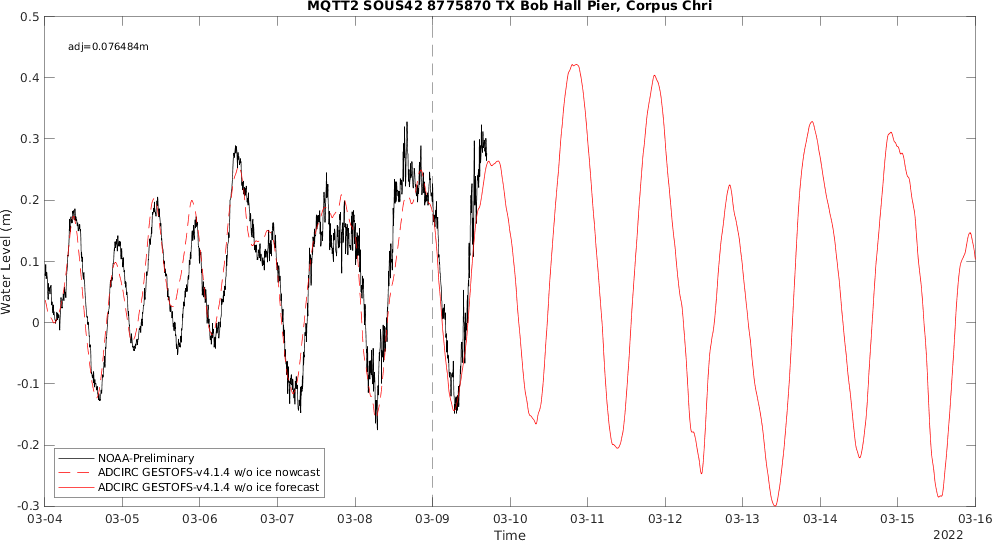 MQTT2 SOUS42 8775870 TX Bob Hall Pier, Corpus Chri
adj=0.076484m
0.5
0.4
0.3
0.2
0.1
0
-0.1
-0.2
-0.3
Water Level (m)
NOAA-Preliminary
ADCIRC GESTOFS-v4.1.4 w/o ice nowcast
ADCIRC GESTOFS-v4.1.4 w/o ice forecast
03-04 03-05 03-06 03-07 03-08 03-09 03-10 03-11 03-12 03-13 03-14 03-15 03-16
Time
2022